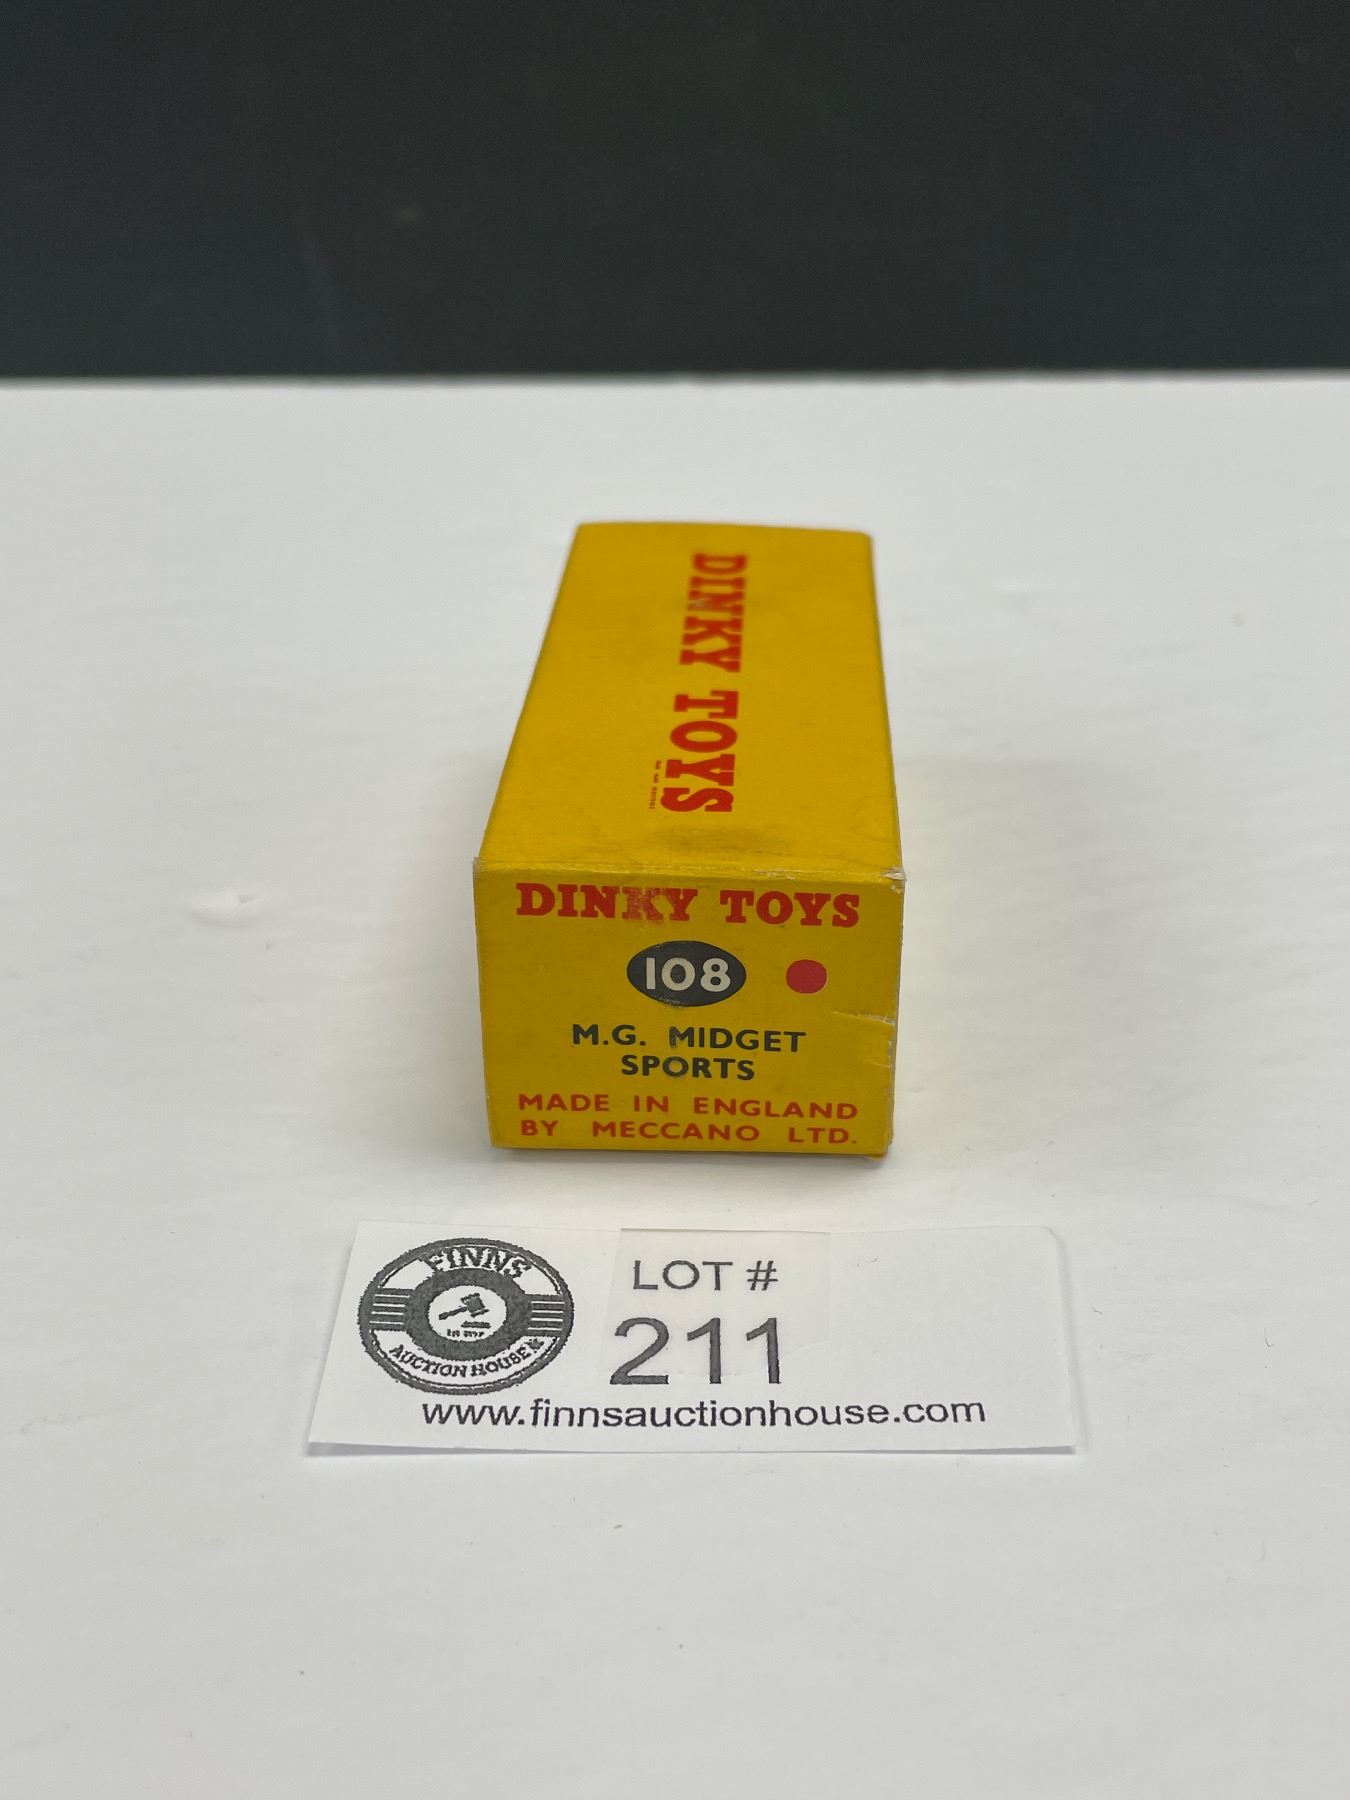 DINKY TOYS
DINKY TOYS
108
M.G. MIDGET
SPORTS
MADE IN ENGLAND
BY MECCANO LTD.
FINNS
AUCTION HOUSE
LOT #
211
www.finnsauctionhouse.com